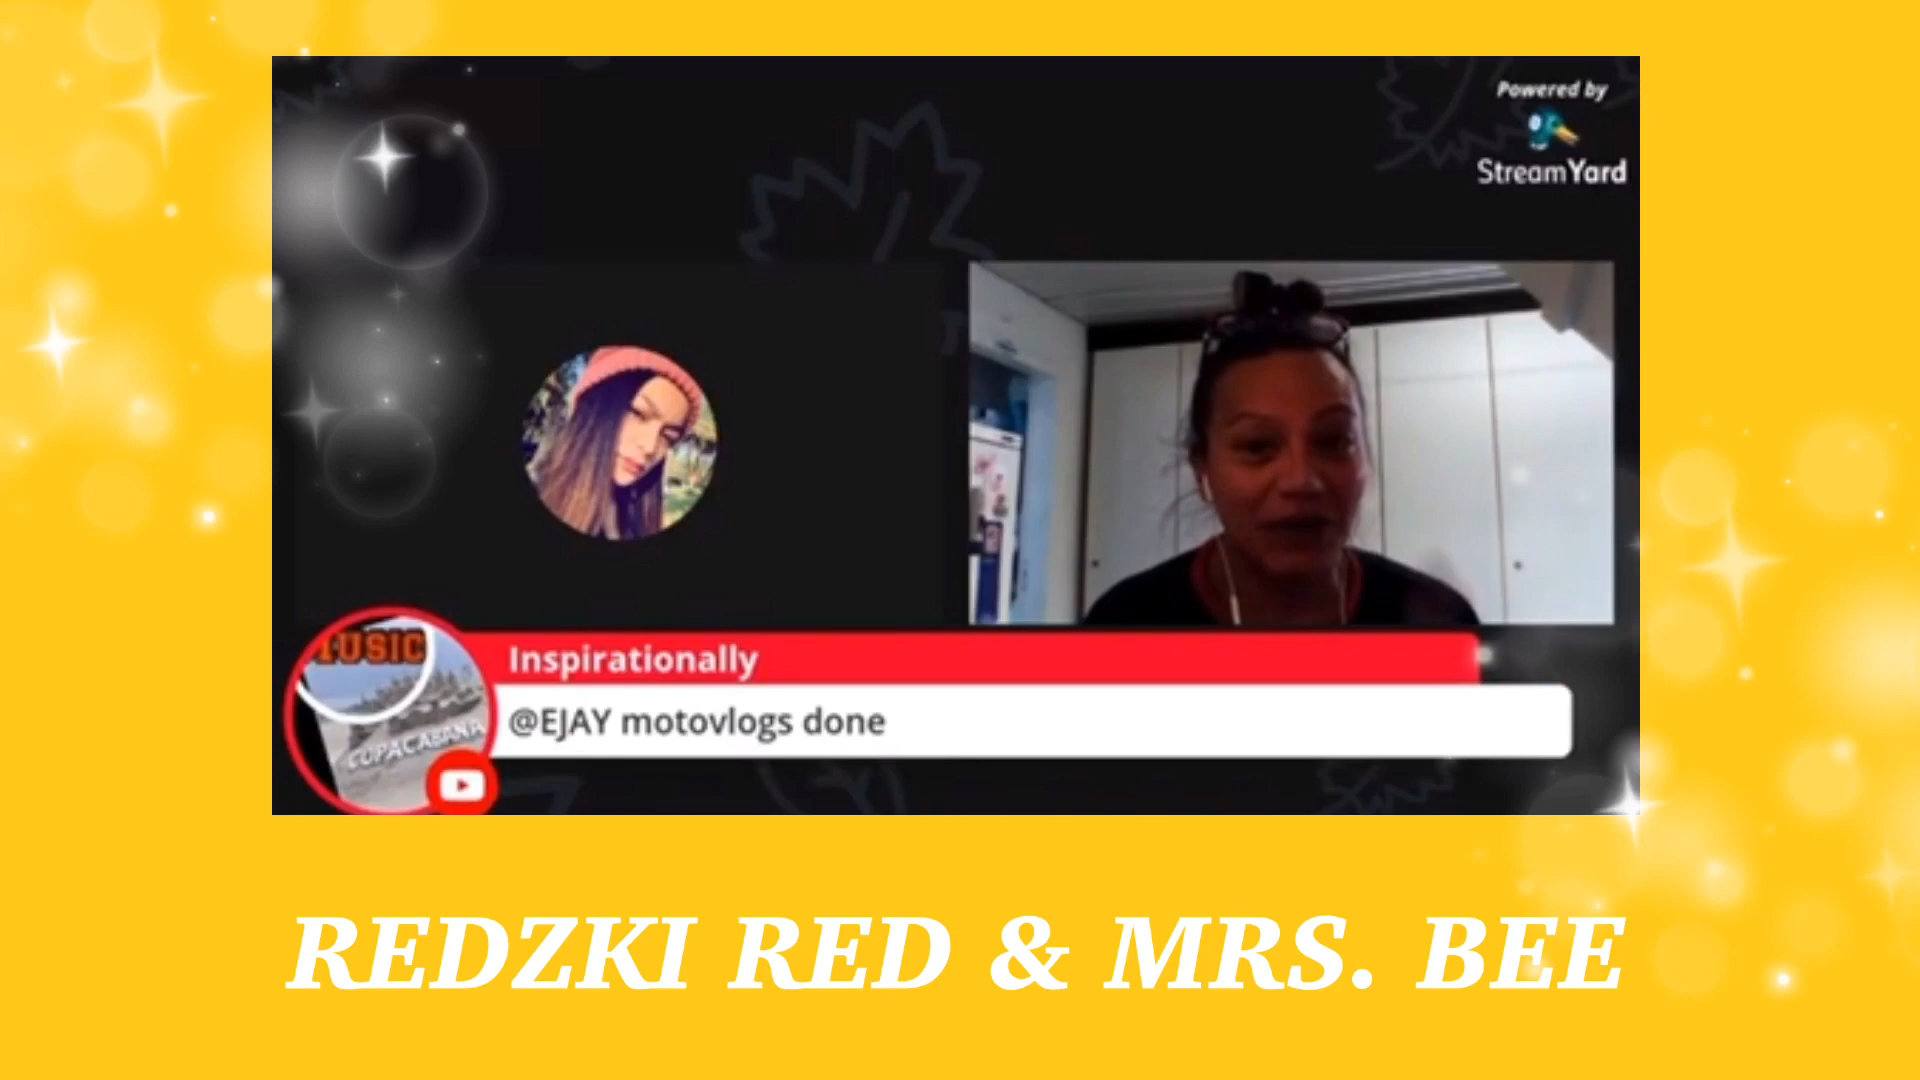 Powered by
StreamYard
Inspirationally
@EJAY motovlogs done
REDZKI RED & MRS. BEE